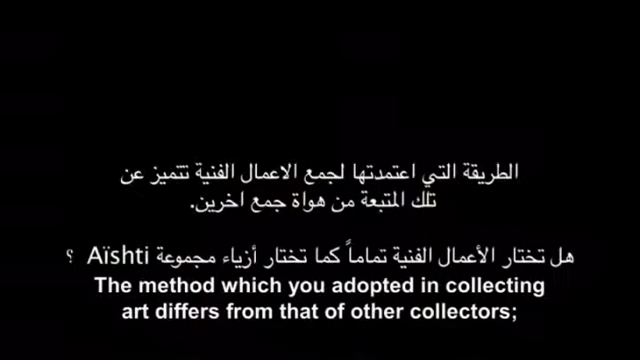 الطريقة التي اعتمدتها لجمع الاعمال الفنية تتميز عن
تلك المتبعة من هواة جمع اخرين.
هل تختار الأعمال الفنية تماماً كما تختار أزياء مجموعة Aïshti ؟
The method which you adopted in collecting
art differs from that of other collectors;